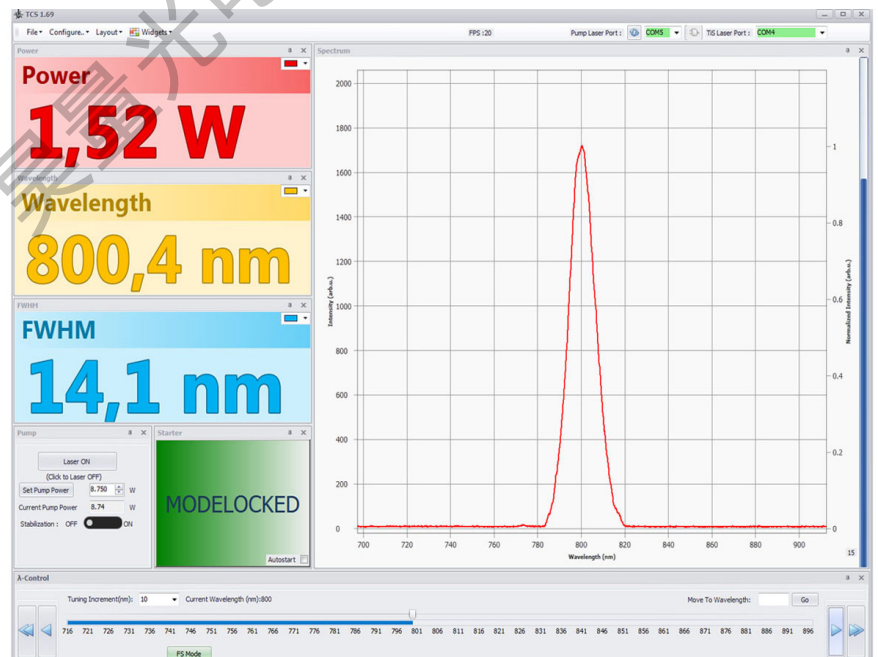 TCS 1.69
File Configure.. Layout Widgets
FPS :20
Pump Laser Port : COM5 TiS Laser Port : COM4
Power
Power
1,52 W
Wavelength
Wavelength
800,4 nm
FWHM
FWHM
14,1 nm
Pump
Laser ON
(Click to Laser OFF)
Set Pump Power 8.750 W
Current Pump Power 8.74 W
Stabilization : OFF ON
Starter
MODELOCKED
Autostart
Spectrum
Intensity (arb.u.)
2000
1800
1600
1400
1200
1000
800
600
400
200
0
700 720 740 760 780 800 820 840 860 880 900
Wavelength (nm)
1
0.8
0.6
0.4
0.2
0
Normalized Intensity (arb.u.)
15
λ-Control
Tuning Increment(nm): 10 Current Wavelength (nm):800
Move To Wavelength: Go
716 721 726 731 736 741 746 751 756 761 766 771 776 781 786 791 796 801 806 811 816 821 826 831 836 841 846 851 856 861 866 871 876 881 886 891 896
FS Mode